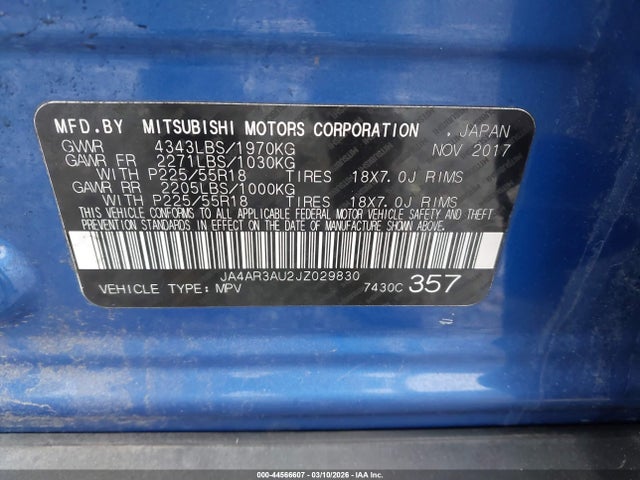 MFD.BY MITSUBISHI MOTORS CORPORATION , JAPAN
GVWR 4343LBS/1970KG NOV 2017
GAWR FR 2271LBS/1030KG
WITH P225/55R18 TIRES 18X7.0J RIMS
GAWR RR 2205LBS/1000KG
WITH P225/55R18 TIRES 18X7.0J RIMS
THIS VEHICLE CONFORMS TO ALL APPLICABLE FEDERAL MOTOR VEHICLE SAFETY AND THEFT
PREVENTION STANDARDS IN EFFECT ON THE DATE OF MANUFACTURE SHOWN ABOVE.
JA4AR3AU2JZ029830
VEHICLE TYPE: MPV 7430C 357
000-44566607 - 03/10/2026 - IAA Inc.